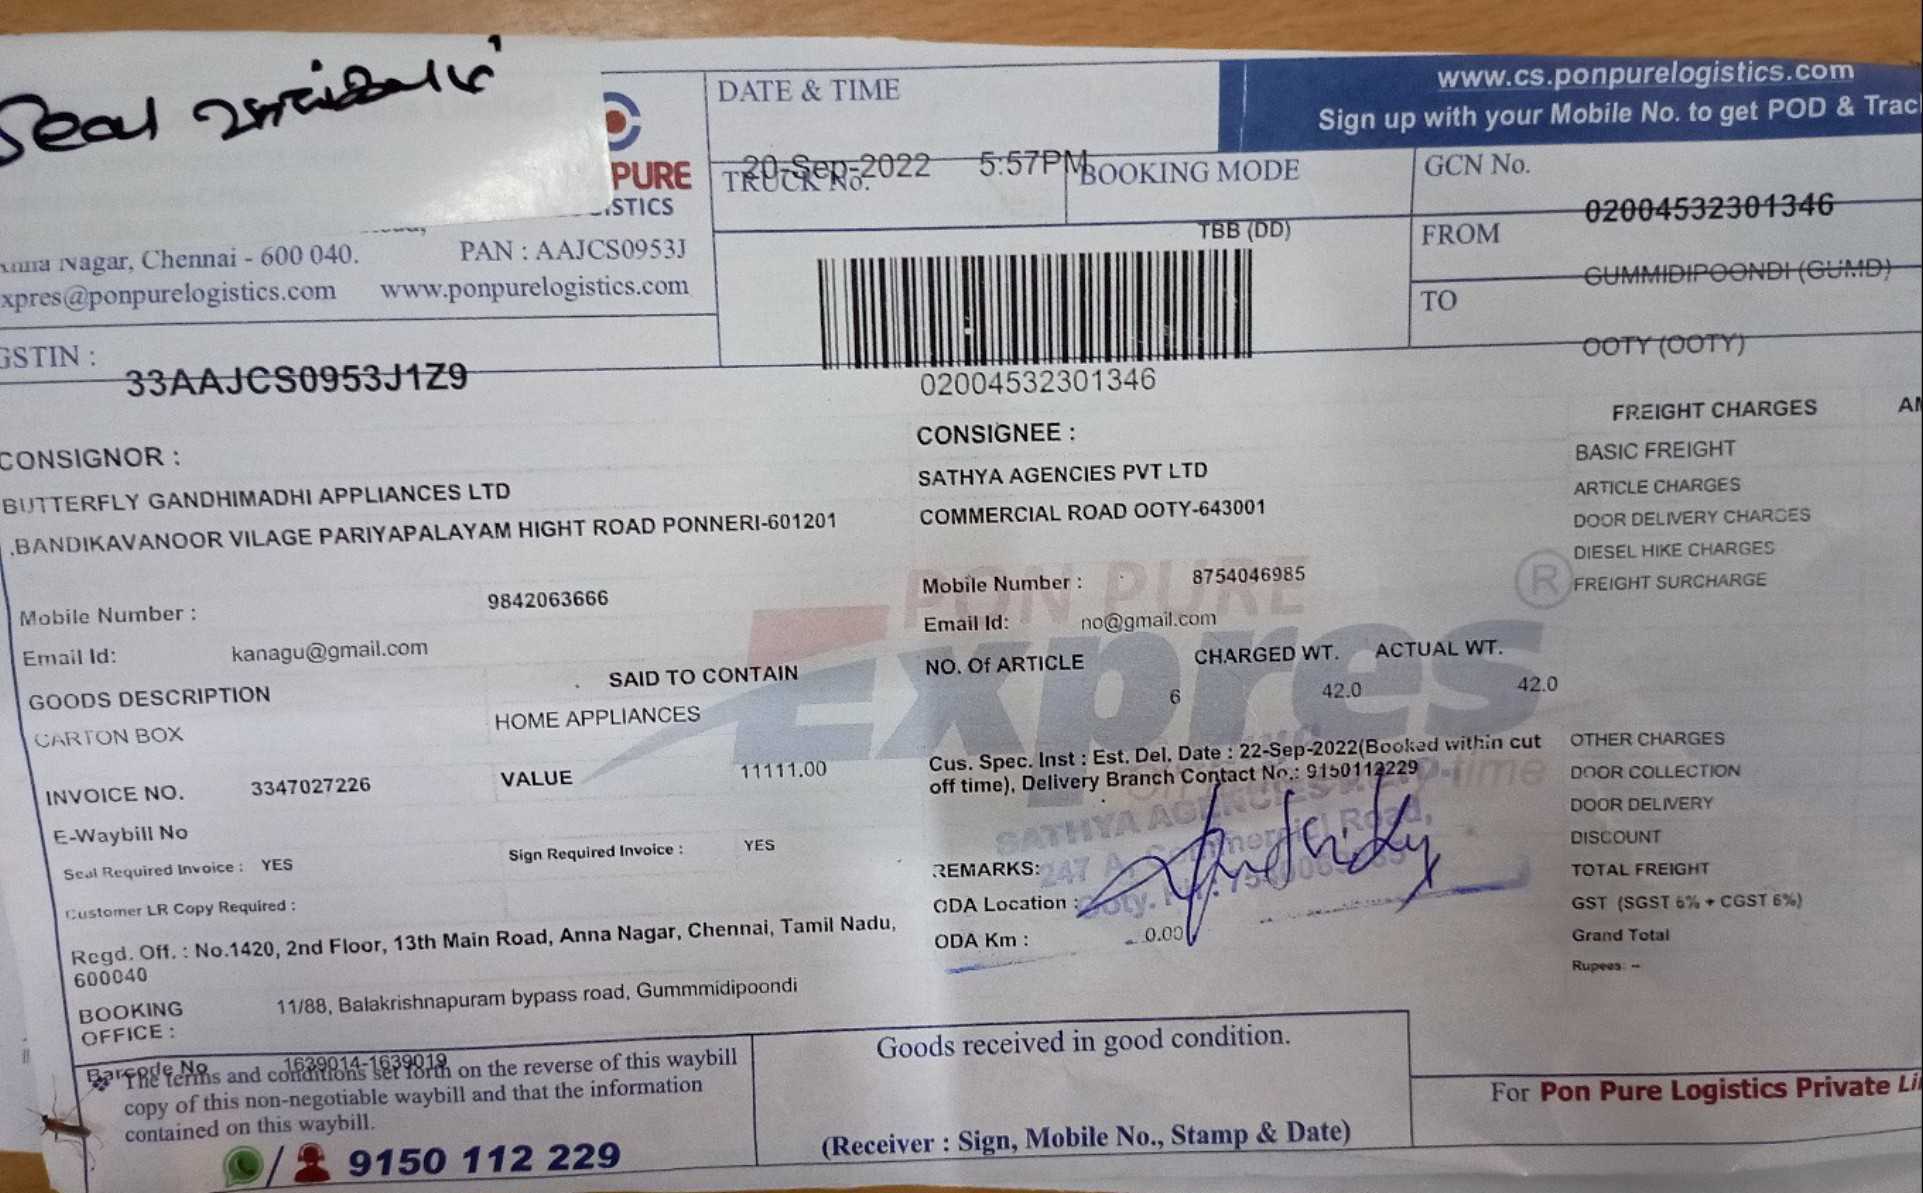 Seal வாங்கவும்
PURE
ISTICS
Anna Nagar, Chennai - 600 040. PAN : AAJCS0953J
xpres@ponpurelogistics.com www.ponpurelogistics.com
GSTIN :
33AAJCS0953J1Z9
DATE & TIME
20-Sep-2022 5:57PM
TRUCK No.
BOOKING MODE
TBB (DD)
02004532301346
www.cs.ponpurelogistics.com
Sign up with your Mobile No. to get POD & Trac
GCN No.
02004532301346
FROM
GUMMIDIPOONDI (GUMD)
TO
OOTY (OOTY)
CONSIGNOR :
BUTTERFLY GANDHIMADHI APPLIANCES LTD
,BANDIKAVANOOR VILAGE PARIYAPALAYAM HIGHT ROAD PONNERI-601201
Mobile Number : 9842063666
Email Id: kanagu@gmail.com
CONSIGNEE :
SATHYA AGENCIES PVT LTD
COMMERCIAL ROAD OOTY-643001
Mobile Number : 8754046985
Email Id: no@gmail.com
PON PURE
Expres
GOODS DESCRIPTION SAID TO CONTAIN
CARTON BOX HOME APPLIANCES
NO. Of ARTICLE CHARGED WT. ACTUAL WT.
6 42.0 42.0
INVOICE NO. 3347027226 VALUE 11111.00
E-Waybill No
Seal Required Invoice : YES Sign Required Invoice : YES
Customer LR Copy Required :
Cus. Spec. Inst : Est. Del. Date : 22-Sep-2022(Booked within cut
off time), Delivery Branch Contact No.: 9150112229
SATHYA AGENCIES
247 A, Commercial Road,
Ooty.
REMARKS:
ODA Location :
ODA Km : 0.00
Regd. Off. : No.1420, 2nd Floor, 13th Main Road, Anna Nagar, Chennai, Tamil Nadu,
600040
BOOKING
OFFICE :
11/88, Balakrishnapuram bypass road, Gummmidipoondi
Barcode No 1639014-1639019
FREIGHT CHARGES AM
BASIC FREIGHT
ARTICLE CHARGES
DOOR DELIVERY CHARGES
DIESEL HIKE CHARGES
FREIGHT SURCHARGE
OTHER CHARGES
DOOR COLLECTION
DOOR DELIVERY
DISCOUNT
TOTAL FREIGHT
GST (SGST 6% + CGST 6%)
Grand Total
Rupees: --
The terms and conditions set forth on the reverse of this waybill
copy of this non-negotiable waybill and that the information
contained on this waybill.
9150 112 229
Goods received in good condition.
(Receiver : Sign, Mobile No., Stamp & Date)
For Pon Pure Logistics Private Li